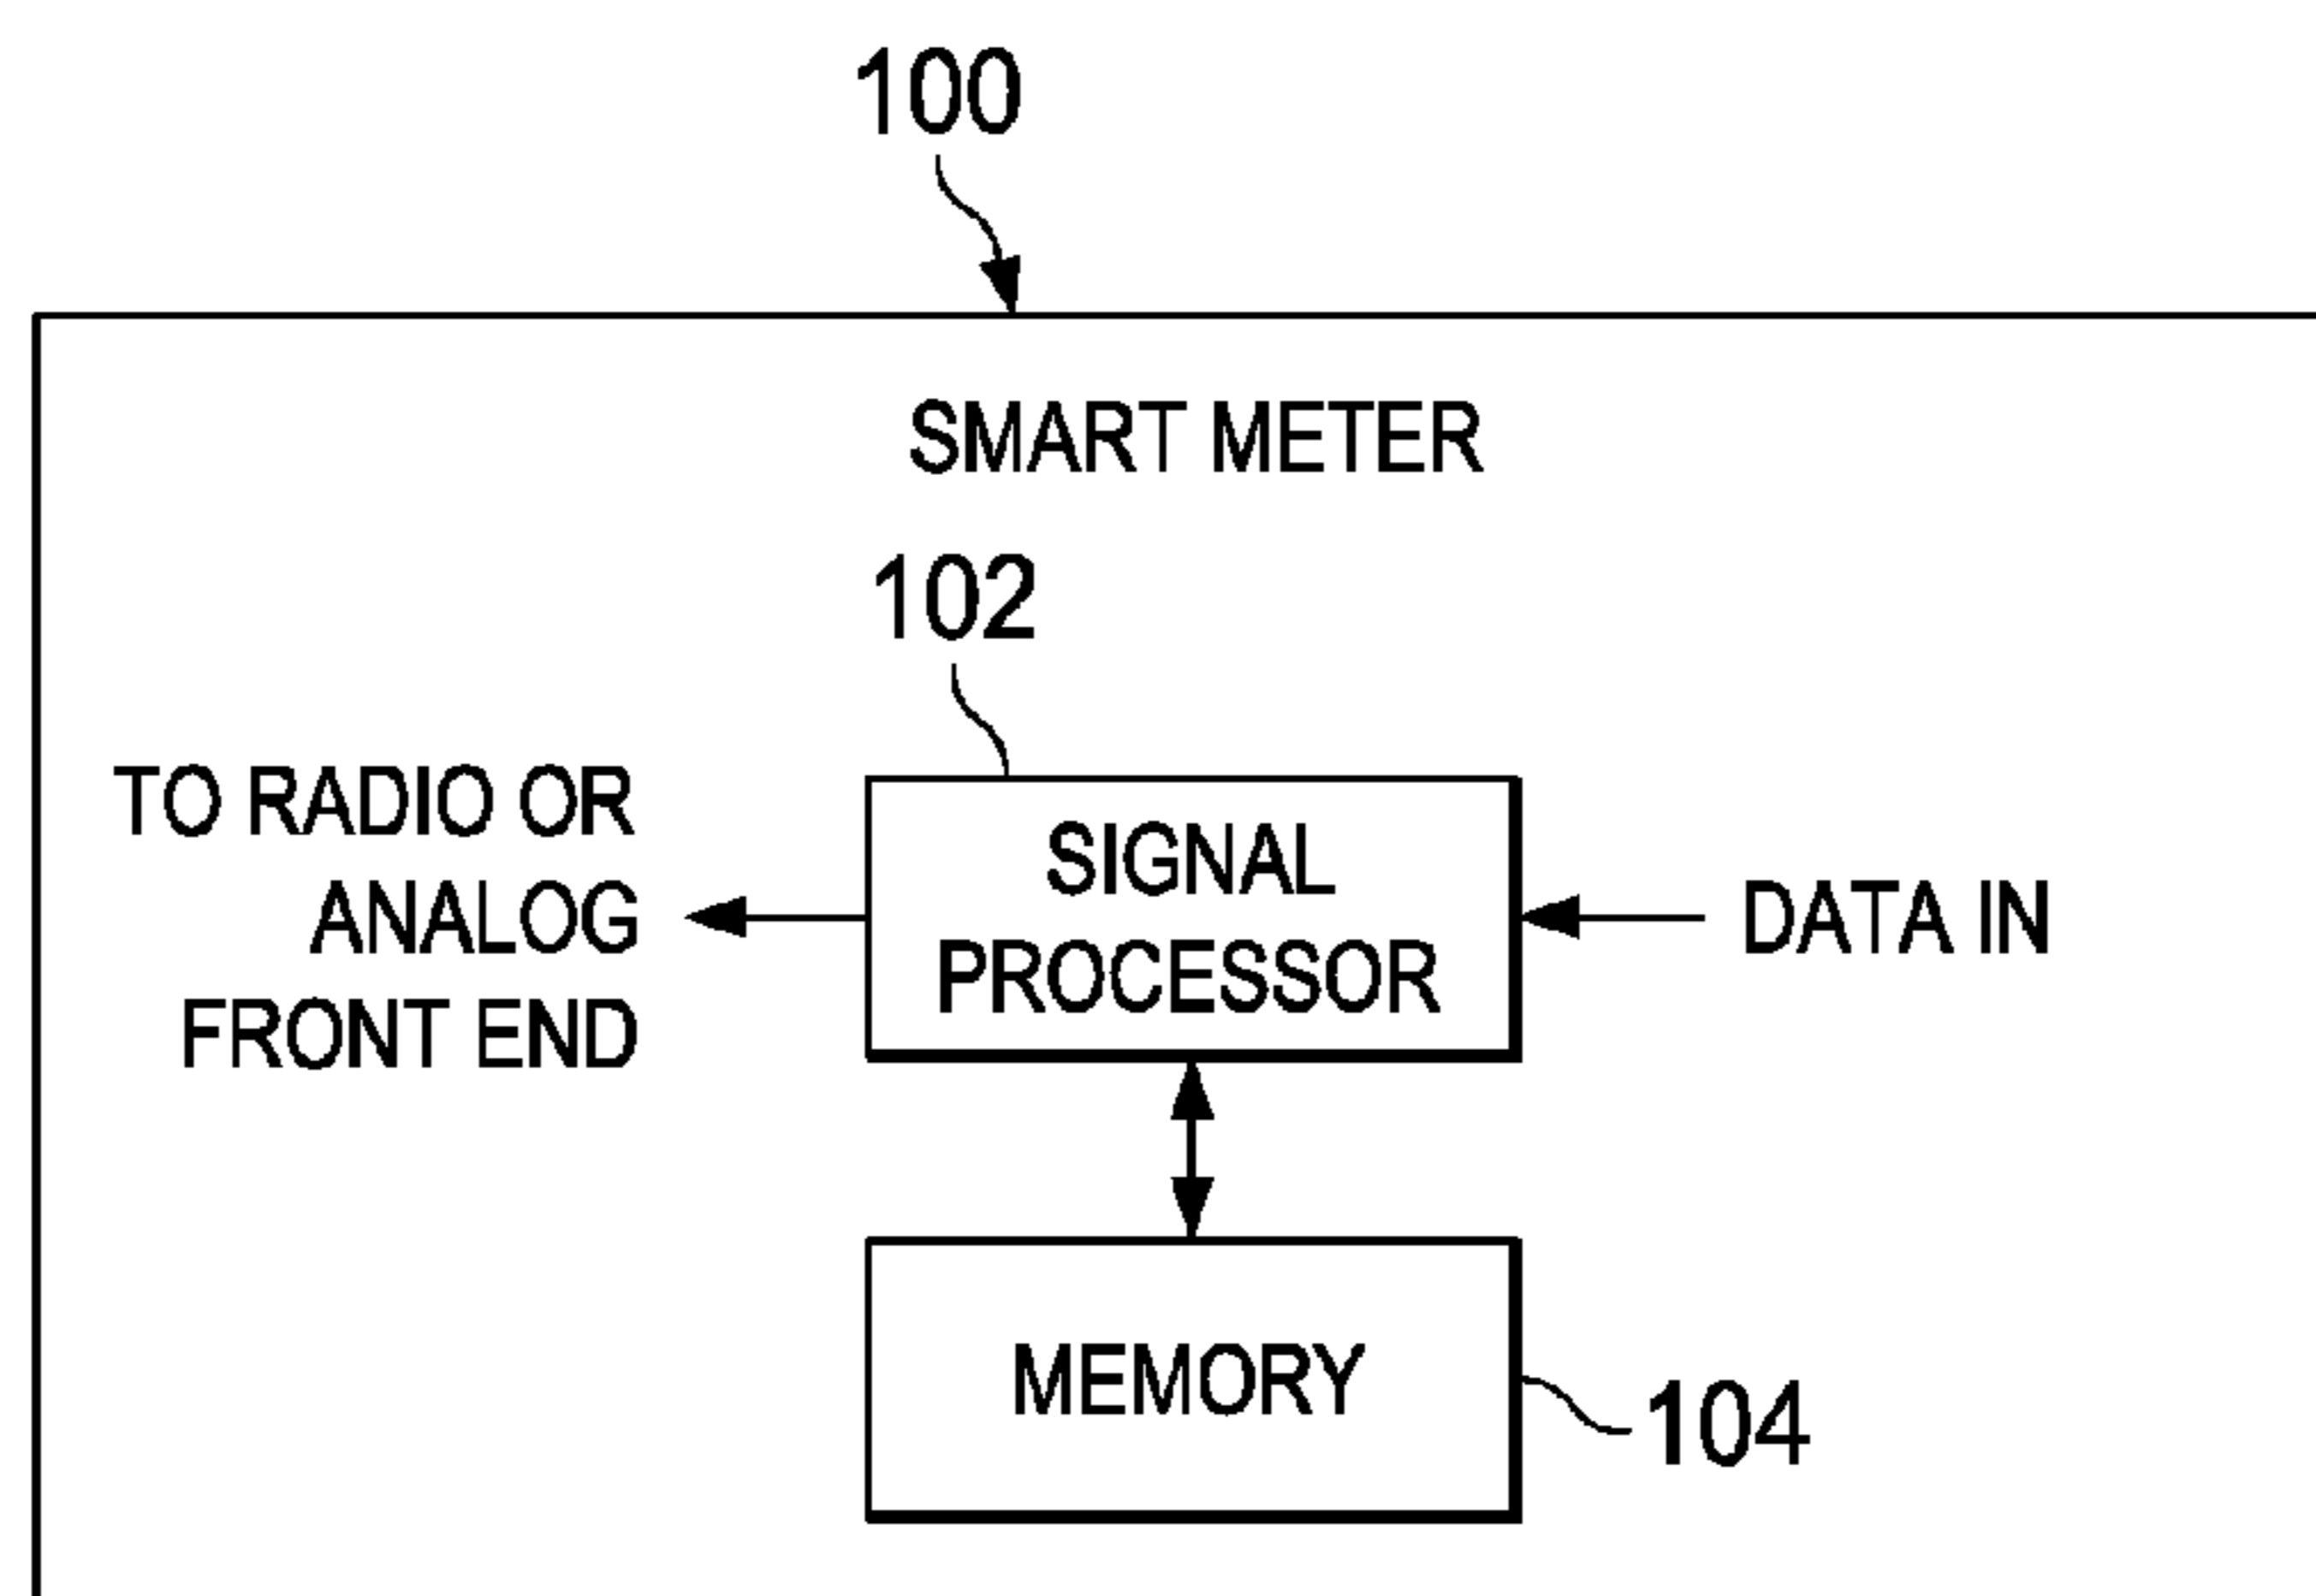 100
SMART METER
102
TO RADIO OR
ANALOG
FRONT END
SIGNAL
PROCESSOR
DATA IN
MEMORY
104